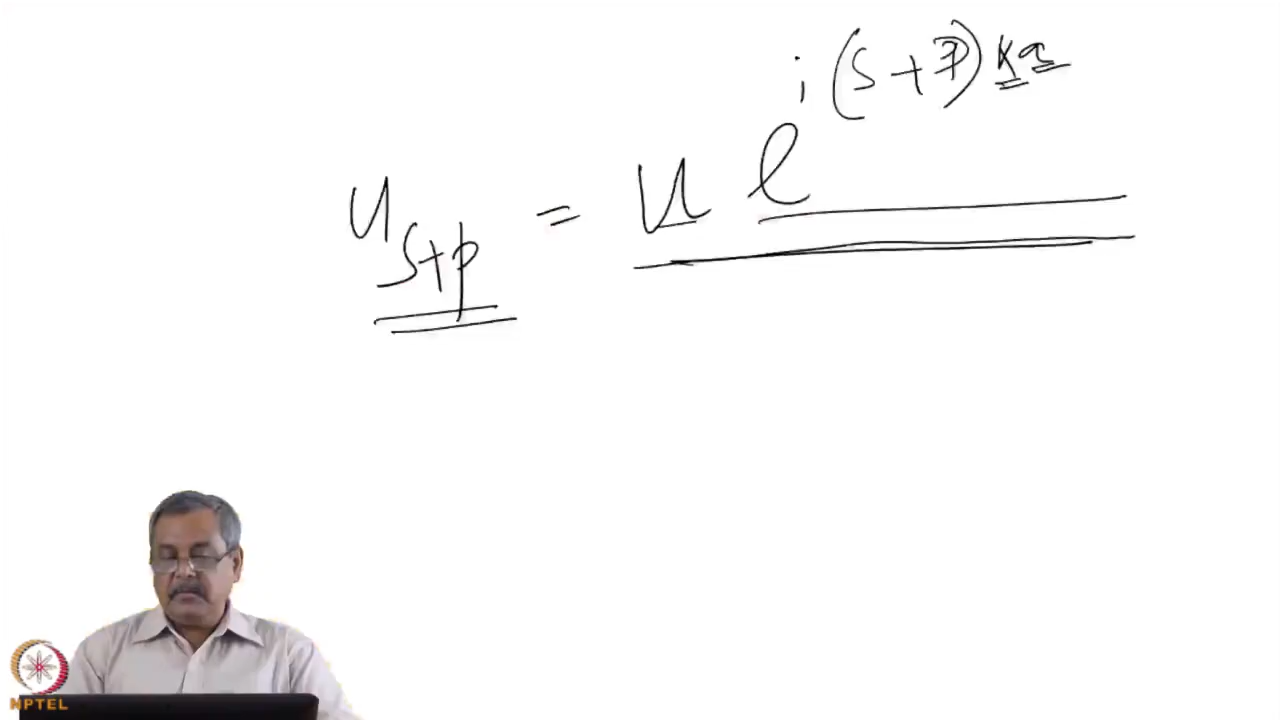 u_{s+p} = u e^{i(s+p)ka}
NPTEL